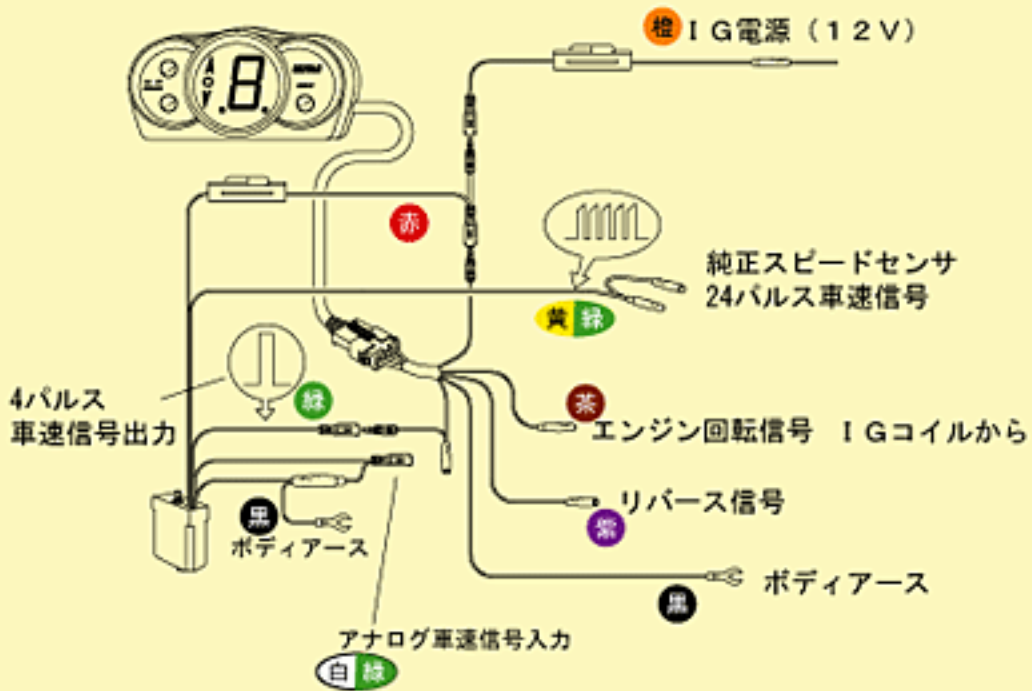 橙 IG電源（12V）
8
赤
純正スピードセンサ
24パルス車速信号
黄 緑
4パルス
車速信号出力
緑
茶
エンジン回転信号 IGコイルから
リバース信号
紫
黒
ボディアース
ボディアース
黒
アナログ車速信号入力
白 緑